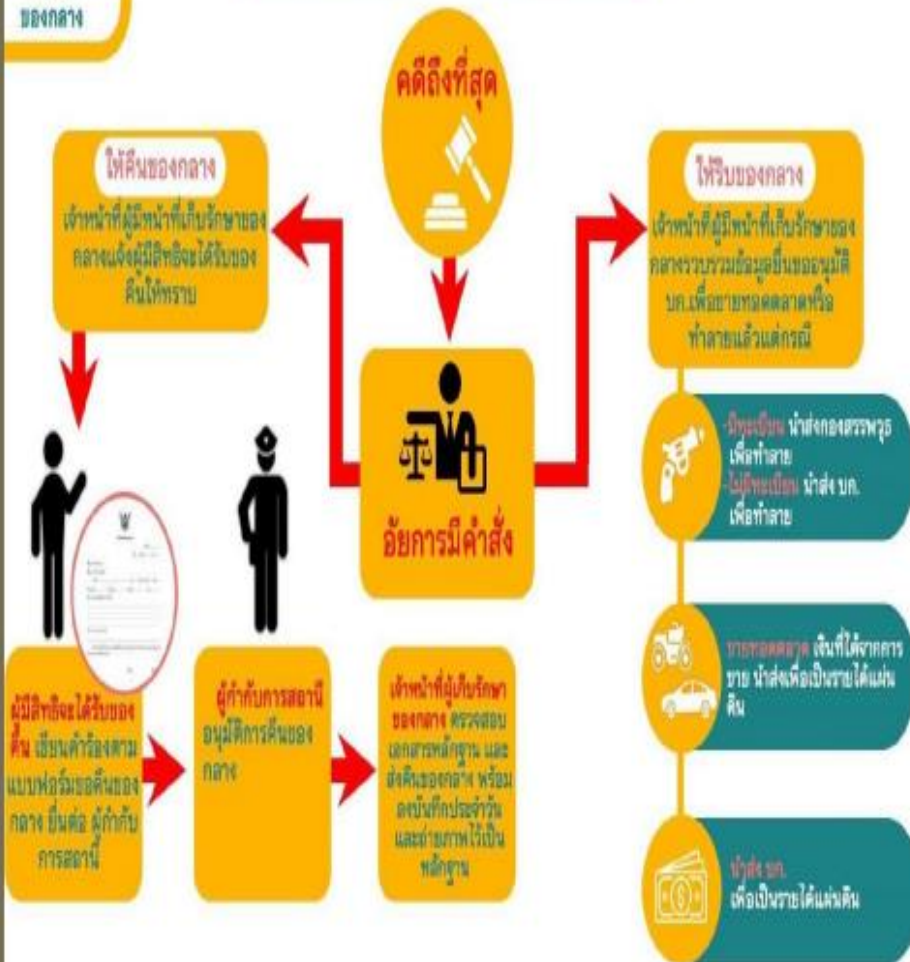 ของกลาง
คดีถึงที่สุด
ให้คืนของกลาง
เจ้าหน้าที่ผู้มีหน้าที่เก็บรักษาของ
กลางแจ้งผู้มีสิทธิจะได้รับของ
คืนให้ทราบ
ให้ริบของกลาง
เจ้าหน้าที่ผู้มีหน้าที่เก็บรักษาของ
กลางรวบรวมข้อมูลยื่นขออนุมัติ
บก.เพื่อขายทอดตลาดหรือ
ทำลายแล้วแต่กรณี
อัยการมีคำสั่ง
-มีทะเบียน นำส่งกองสรรพาวุธ
เพื่อทำลาย
-ไม่มีทะเบียน นำส่ง บก.
เพื่อทำลาย
ขายทอดตลาด เงินที่ได้จากการ
ขาย นำส่งเพื่อเป็นรายได้แผ่น
ดิน
นำส่ง บก.
เพื่อเป็นรายได้แผ่นดิน
ผู้มีสิทธิจะได้รับของ
คืน เขียนคำร้องตาม
แบบฟอร์มขอคืนของ
กลาง ยื่นต่อ ผู้กำกับ
การสถานี
ผู้กำกับการสถานี
อนุมัติการคืนของ
กลาง
เจ้าหน้าที่ผู้เก็บรักษา
ของกลาง ตรวจสอบ
เอกสารหลักฐาน และ
ส่งคืนของกลาง พร้อม
ลงบันทึกประจำวัน
และถ่ายภาพไว้เป็น
หลักฐาน